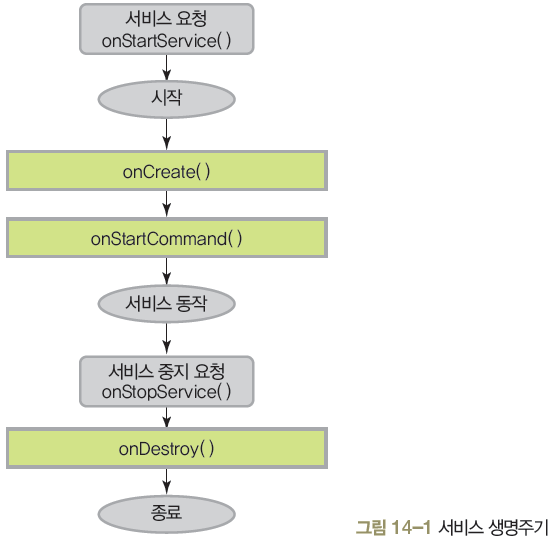 서비스 요청
onStartService( )
시작
onCreate( )
onStartCommand( )
서비스 동작
서비스 중지 요청
onStopService( )
onDestroy( )
종료
그림 14-1 서비스 생명주기